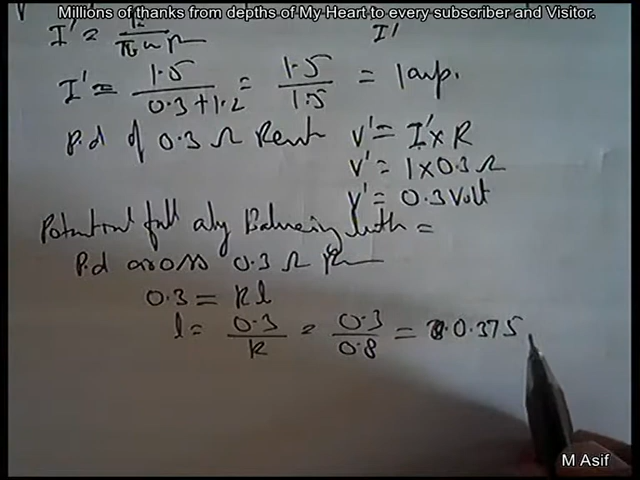 Millions of thanks from depths of My Heart to every subscriber and Visitor.
I' =
I'
I' = 1.5 / 0.3+1.2 = 1.5 / 1.5 = 1 amp.
P.d of 0.3 Ω V' = I' x R
V' = 1 x 0.3 Ω
V' = 0.3 Volt
Potential fall along Balancing length =
P.d across 0.3 Ω
0.3 = Kl
l = 0.3 / K = 0.3 / 0.8 = 0.375
M Asif